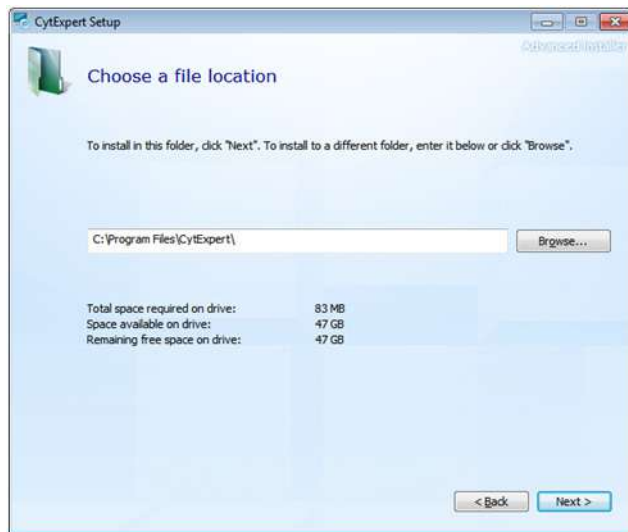 CytExpert Setup
Advanced Installer
Choose a file location
To install in this folder, click "Next". To install to a different folder, enter it below or click "Browse".
C:\Program Files\CytExpert\
Browse...
Total space required on drive: 83 MB
Space available on drive: 47 GB
Remaining free space on drive: 47 GB
< Back
Next >